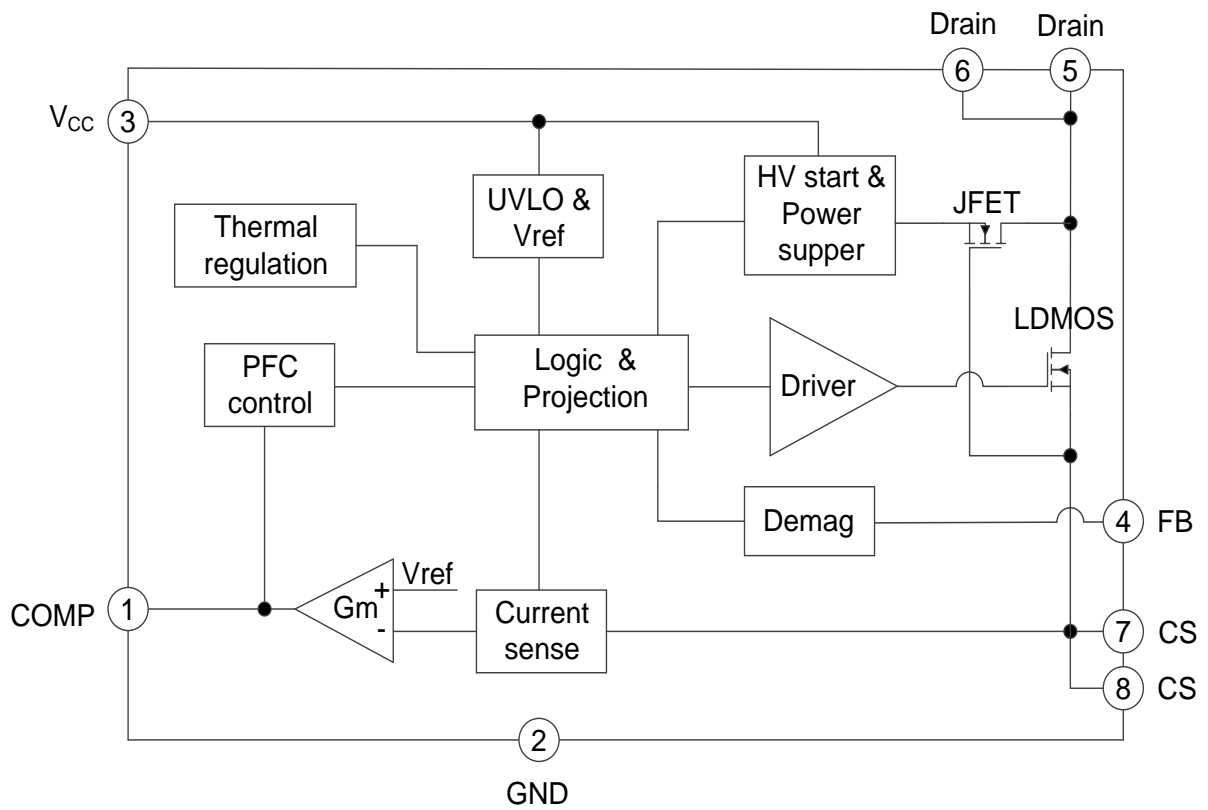 Drain
Drain
6
5
VCC
3
UVLO &
Vref
HV start &
Power
supper
JFET
Thermal
regulation
LDMOS
PFC
control
Logic &
Projection
Driver
Demag
4
FB
COMP
1
Gm
+
-
Vref
Current
sense
7
CS
8
CS
2
GND